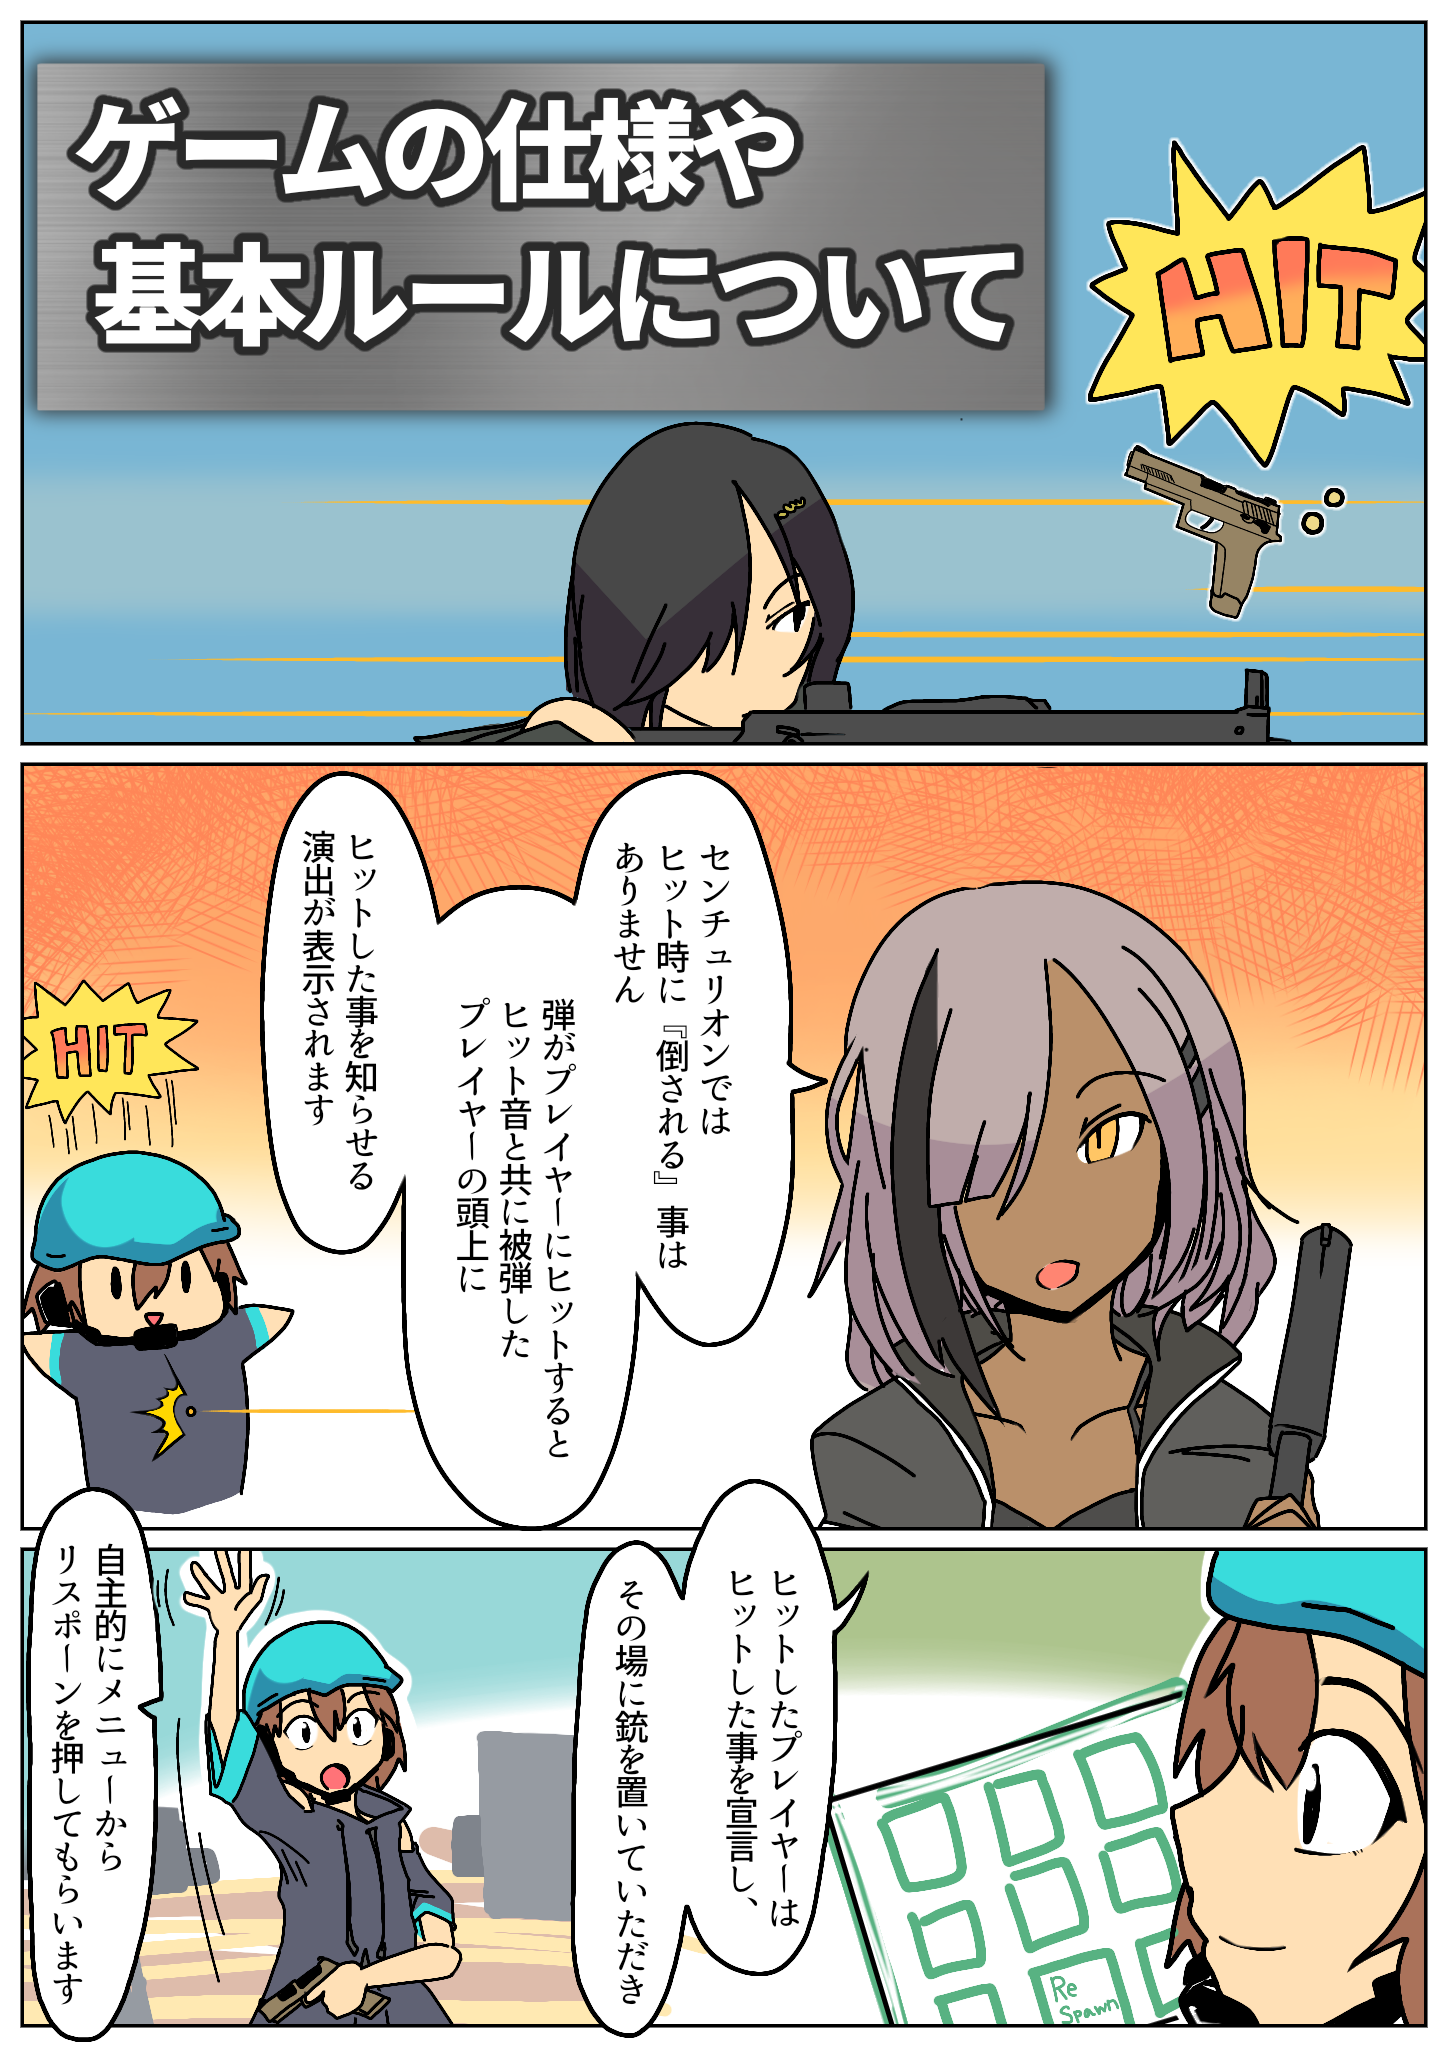 ゲームの仕様や
基本ルールについて
HIT
センチュリオンでは
ヒット時に『倒される』事は
ありません
弾がプレイヤーにヒットすると
ヒット音と共に被弾した
プレイヤーの頭上に
ヒットした事を知らせる
演出が表示されます
HIT
ヒットしたプレイヤーは
ヒットした事を宣言し、
その場に銃を置いていただき
自主的にメニューから
リスポーンを押してもらいます
Re
Spawn